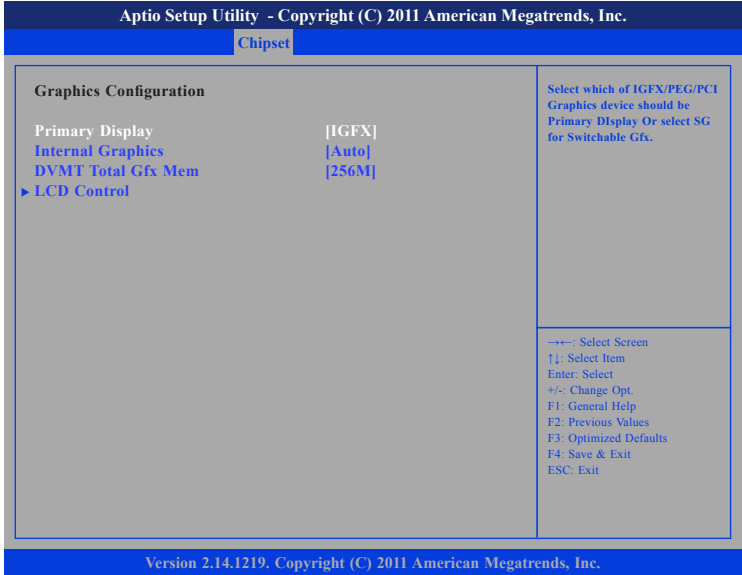 Aptio Setup Utility - Copyright (C) 2011 American Megatrends, Inc.
Chipset
Graphics Configuration
Primary Display [IGFX]
Internal Graphics [Auto]
DVMT Total Gfx Mem [256M]
▶ LCD Control
Select which of IGFX/PEG/PCI
Graphics device should be
Primary DIsplay Or select SG
for Switchable Gfx.
→←: Select Screen
↑↓: Select Item
Enter: Select
+/-: Change Opt.
F1: General Help
F2: Previous Values
F3: Optimized Defaults
F4: Save & Exit
ESC: Exit
Version 2.14.1219. Copyright (C) 2011 American Megatrends, Inc.